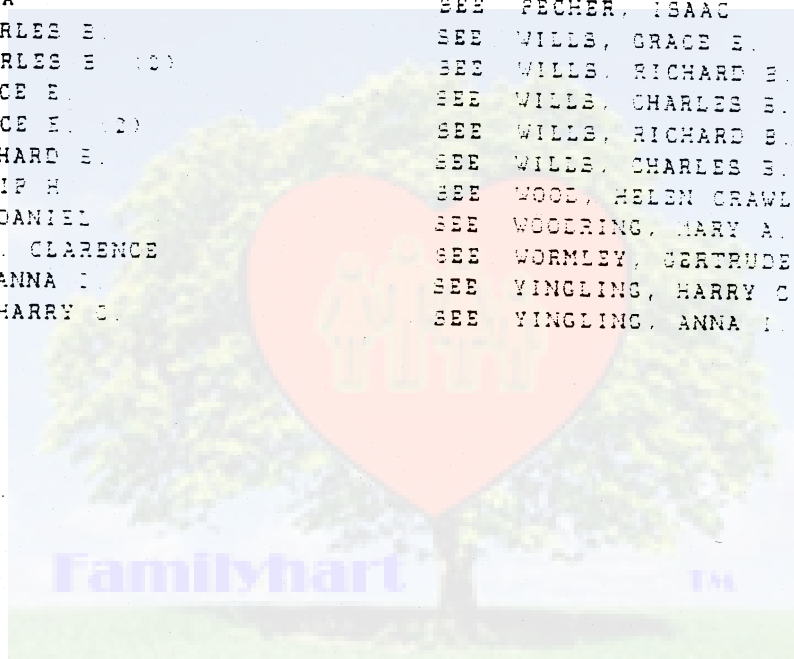 A SEE PECHER, ISAAC
RLES E. SEE WILLS, GRACE E.
RLES E (2) SEE WILLS, RICHARD B.
CE E. SEE WILLS, CHARLES E.
CE E. (2) SEE WILLS, RICHARD B.
HARD B. SEE WILLS, CHARLES E.
IP H SEE WOOD, HELEN CRAWL
DANIEL SEE WOODRING, MARY A.
. CLARENCE SEE WORMLEY, GERTRUDE
ANNA I. SEE YINGLING, HARRY C
HARRY C. SEE YINGLING, ANNA I.
Familyhart TM